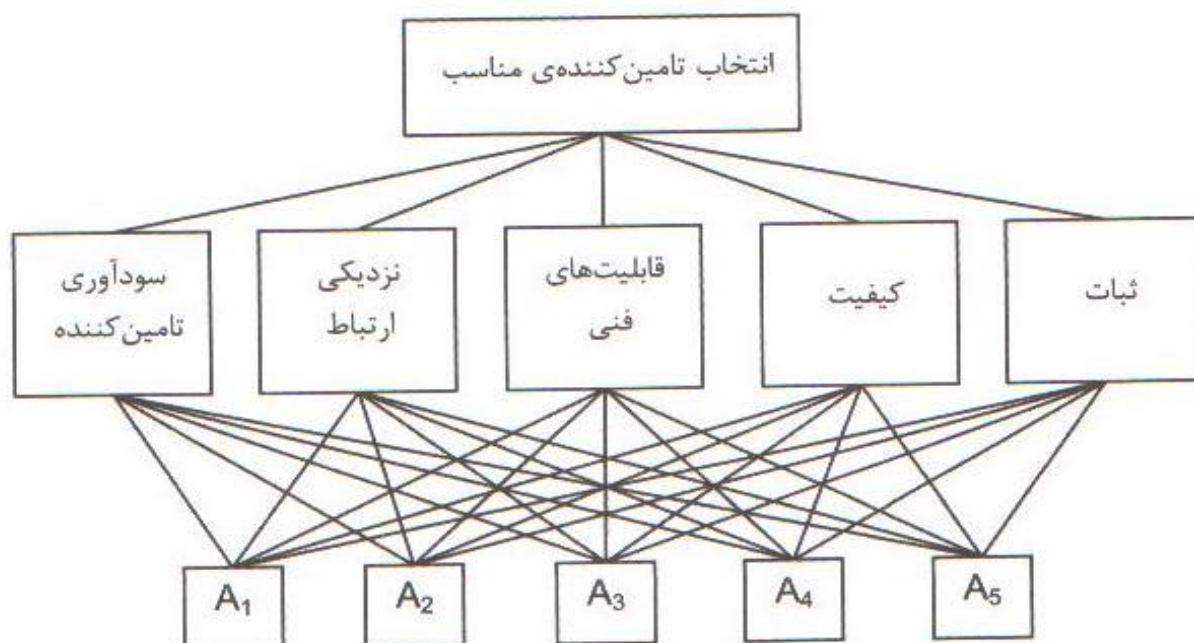 انتخاب تامین‌کننده‌ی مناسب
ثبات
کیفیت
قابلیت‌های
فنی
نزدیکی
ارتباط
سودآوری
تامین‌کننده
A₁
A₂
A₃
A₄
A₅